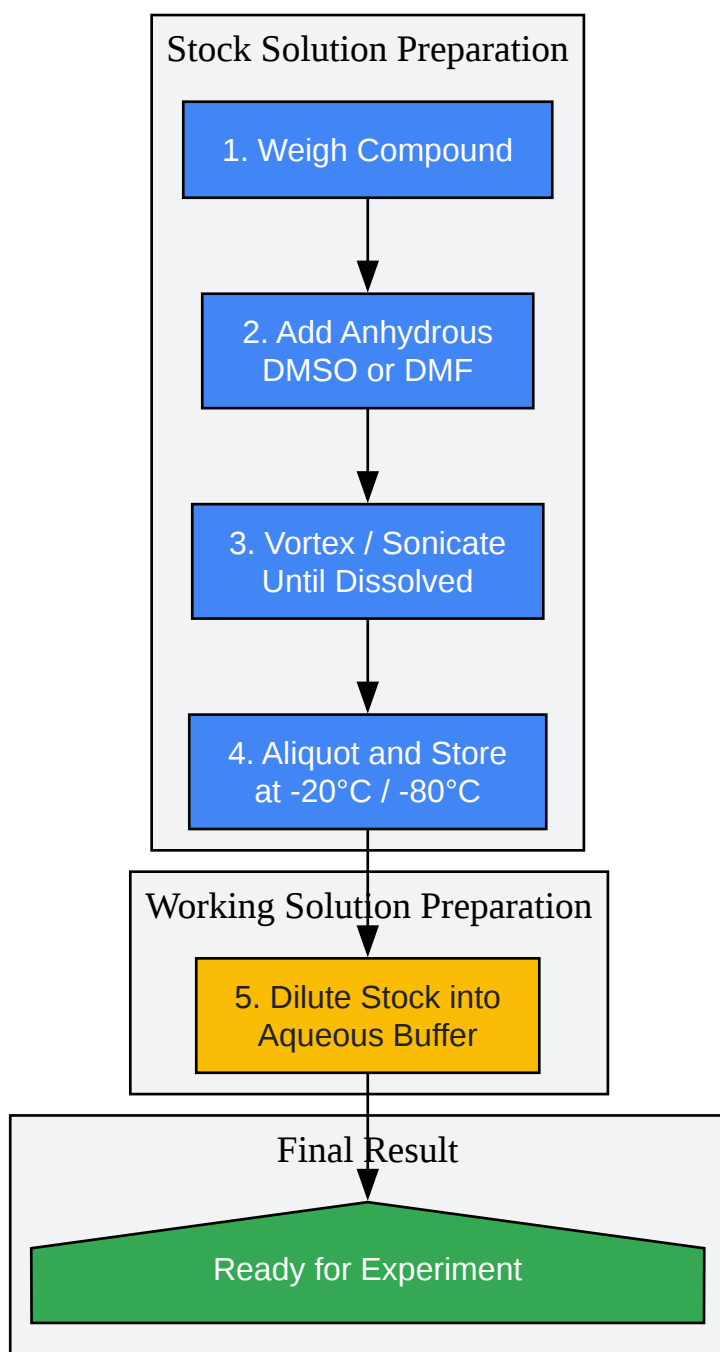 Stock Solution Preparation
1. Weigh Compound
2. Add Anhydrous
DMSO or DMF
3. Vortex / Sonicate
Until Dissolved
4. Aliquot and Store
at -20°C / -80°C
Working Solution Preparation
5. Dilute Stock into
Aqueous Buffer
Final Result
Ready for Experiment